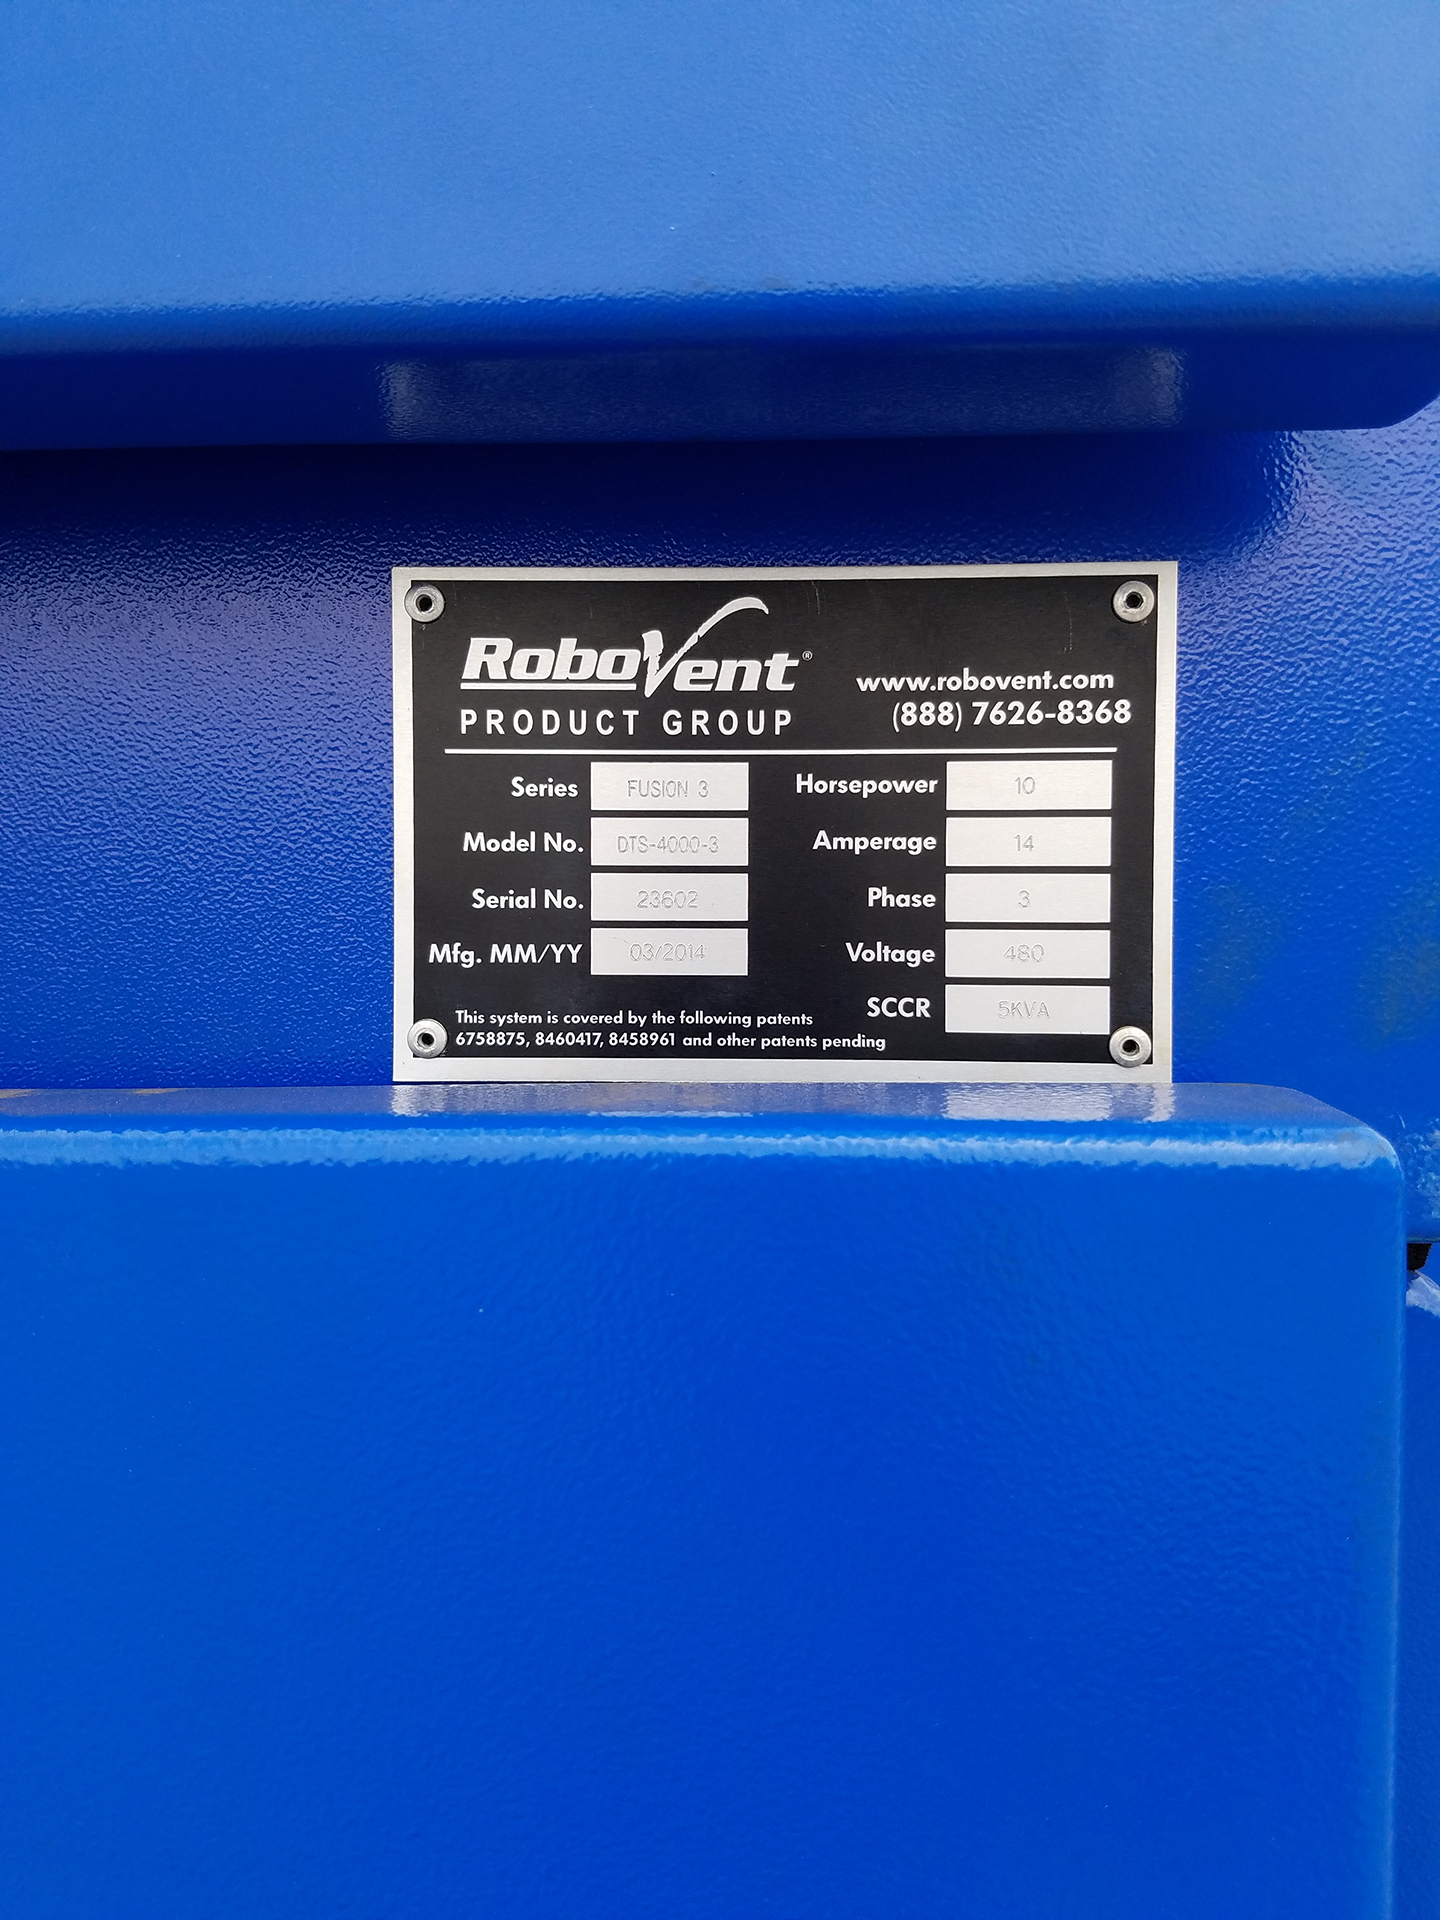 RoboVent®
PRODUCT GROUP
www.robovent.com
(888) 7626-8368
Series FUSION 3
Model No. DTS-4000-3
Serial No. 23602
Mfg. MM/YY 03/2014
Horsepower 10
Amperage 14
Phase 3
Voltage 480
SCCR 5KVA
This system is covered by the following patents
6758875, 8460417, 8458961 and other patents pending